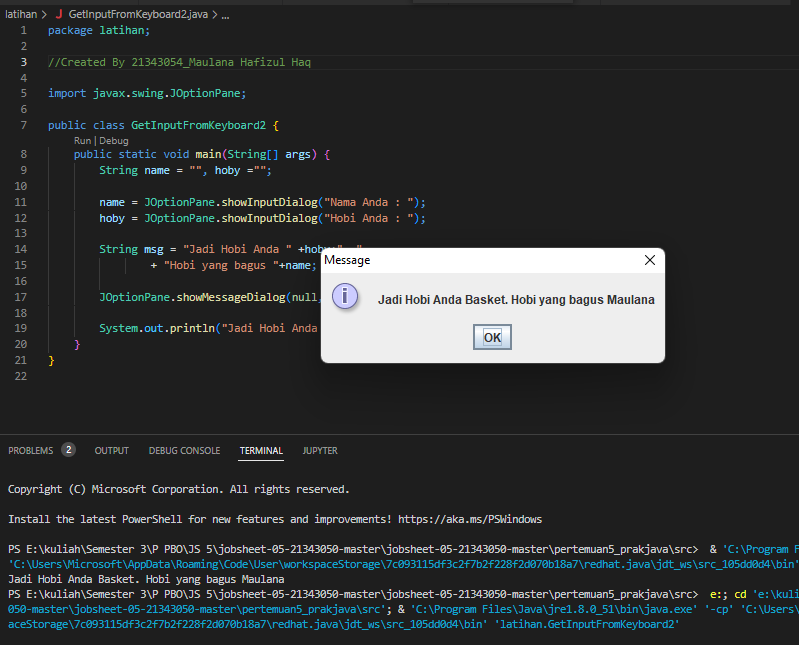 latihan > J GetInputFromKeyboard2.java > ...
1 package latihan;
2
3 //Created By 21343054_Maulana Hafizul Haq
4
5 import javax.swing.JOptionPane;
6
7 public class GetInputFromKeyboard2 {
Run | Debug
8 public static void main(String[] args) {
9 String name = "", hoby ="";
10
11 name = JOptionPane.showInputDialog("Nama Anda : ");
12 hoby = JOptionPane.showInputDialog("Hobi Anda : ");
13
14 String msg = "Jadi Hobi Anda " +hoby+". "
15 + "Hobi yang bagus "+name;
16
17 JOptionPane.showMessageDialog(null,
18
19 System.out.println("Jadi Hobi Anda
20 }
21 }
22
Message
Jadi Hobi Anda Basket. Hobi yang bagus Maulana
OK
PROBLEMS 2 OUTPUT DEBUG CONSOLE TERMINAL JUPYTER
Copyright (C) Microsoft Corporation. All rights reserved.
Install the latest PowerShell for new features and improvements! https://aka.ms/PSWindows
PS E:\kuliah\Semester 3\P PBO\JS 5\jobsheet-05-21343050-master\jobsheet-05-21343050-master\pertemuan5_prakjava\src> & 'C:\Program F
'C:\Users\Microsoft\AppData\Roaming\Code\User\workspaceStorage\7c093115df3c2f7b2f228f2d070b18a7\redhat.java\jdt_ws\src_105dd0d4\bin'
Jadi Hobi Anda Basket. Hobi yang bagus Maulana
PS E:\kuliah\Semester 3\P PBO\JS 5\jobsheet-05-21343050-master\jobsheet-05-21343050-master\pertemuan5_prakjava\src> e:; cd 'e:\kuli
050-master\jobsheet-05-21343050-master\pertemuan5_prakjava\src'; & 'C:\Program Files\Java\jre1.8.0_51\bin\java.exe' '-cp' 'C:\Users
aceStorage\7c093115df3c2f7b2f228f2d070b18a7\redhat.java\jdt_ws\src_105dd0d4\bin' 'latihan.GetInputFromKeyboard2'